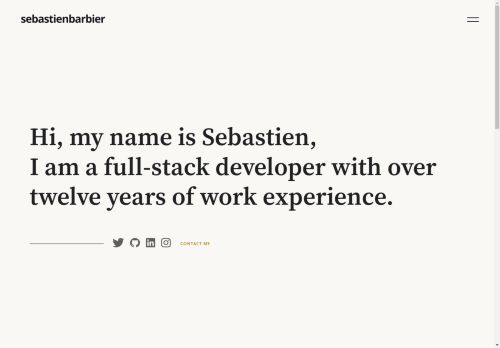 sebastienbarbier
Hi, my name is Sebastien,
I am a full-stack developer with over
twelve years of work experience.
CONTACT ME